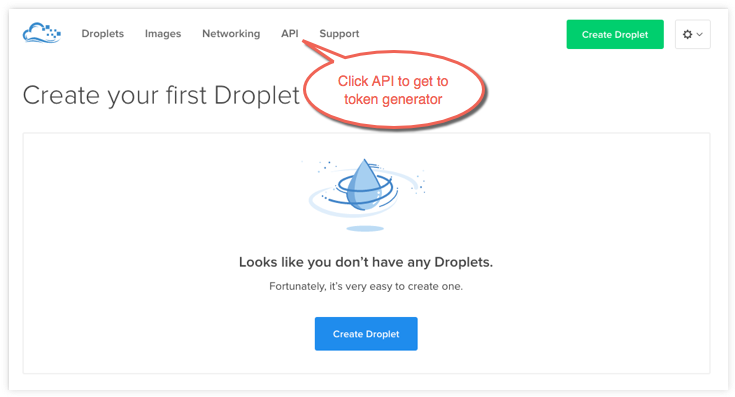 Droplets Images Networking API Support Create Droplet
Click API to get to
token generator
Create your first Droplet
Looks like you don’t have any Droplets.
Fortunately, it’s very easy to create one.
Create Droplet